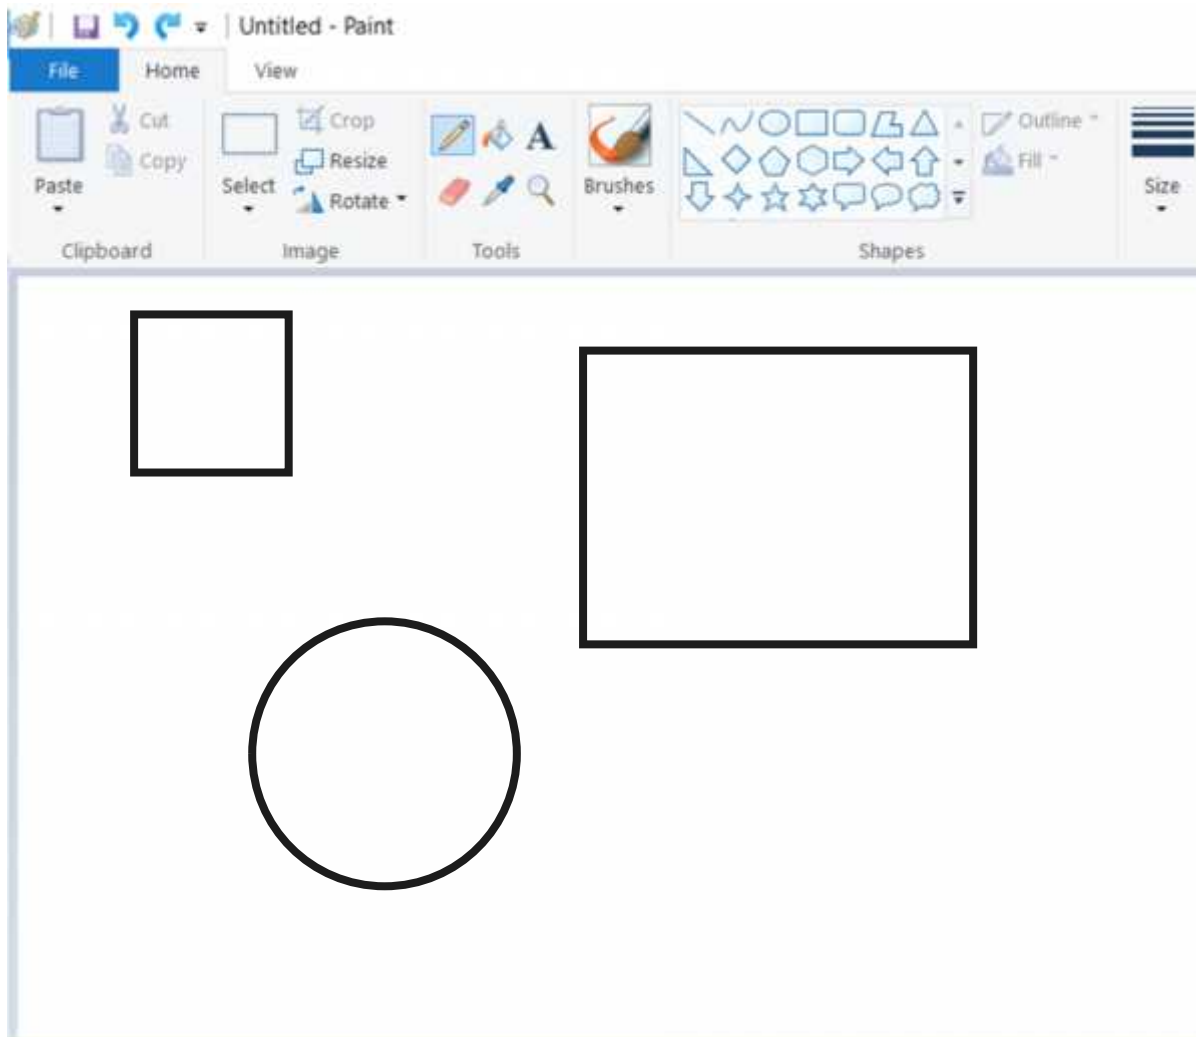 Untitled - Paint
File Home View
Cut Crop Outline
Copy Resize Fill
Paste Select Rotate Brushes Size
Clipboard Image Tools Shapes